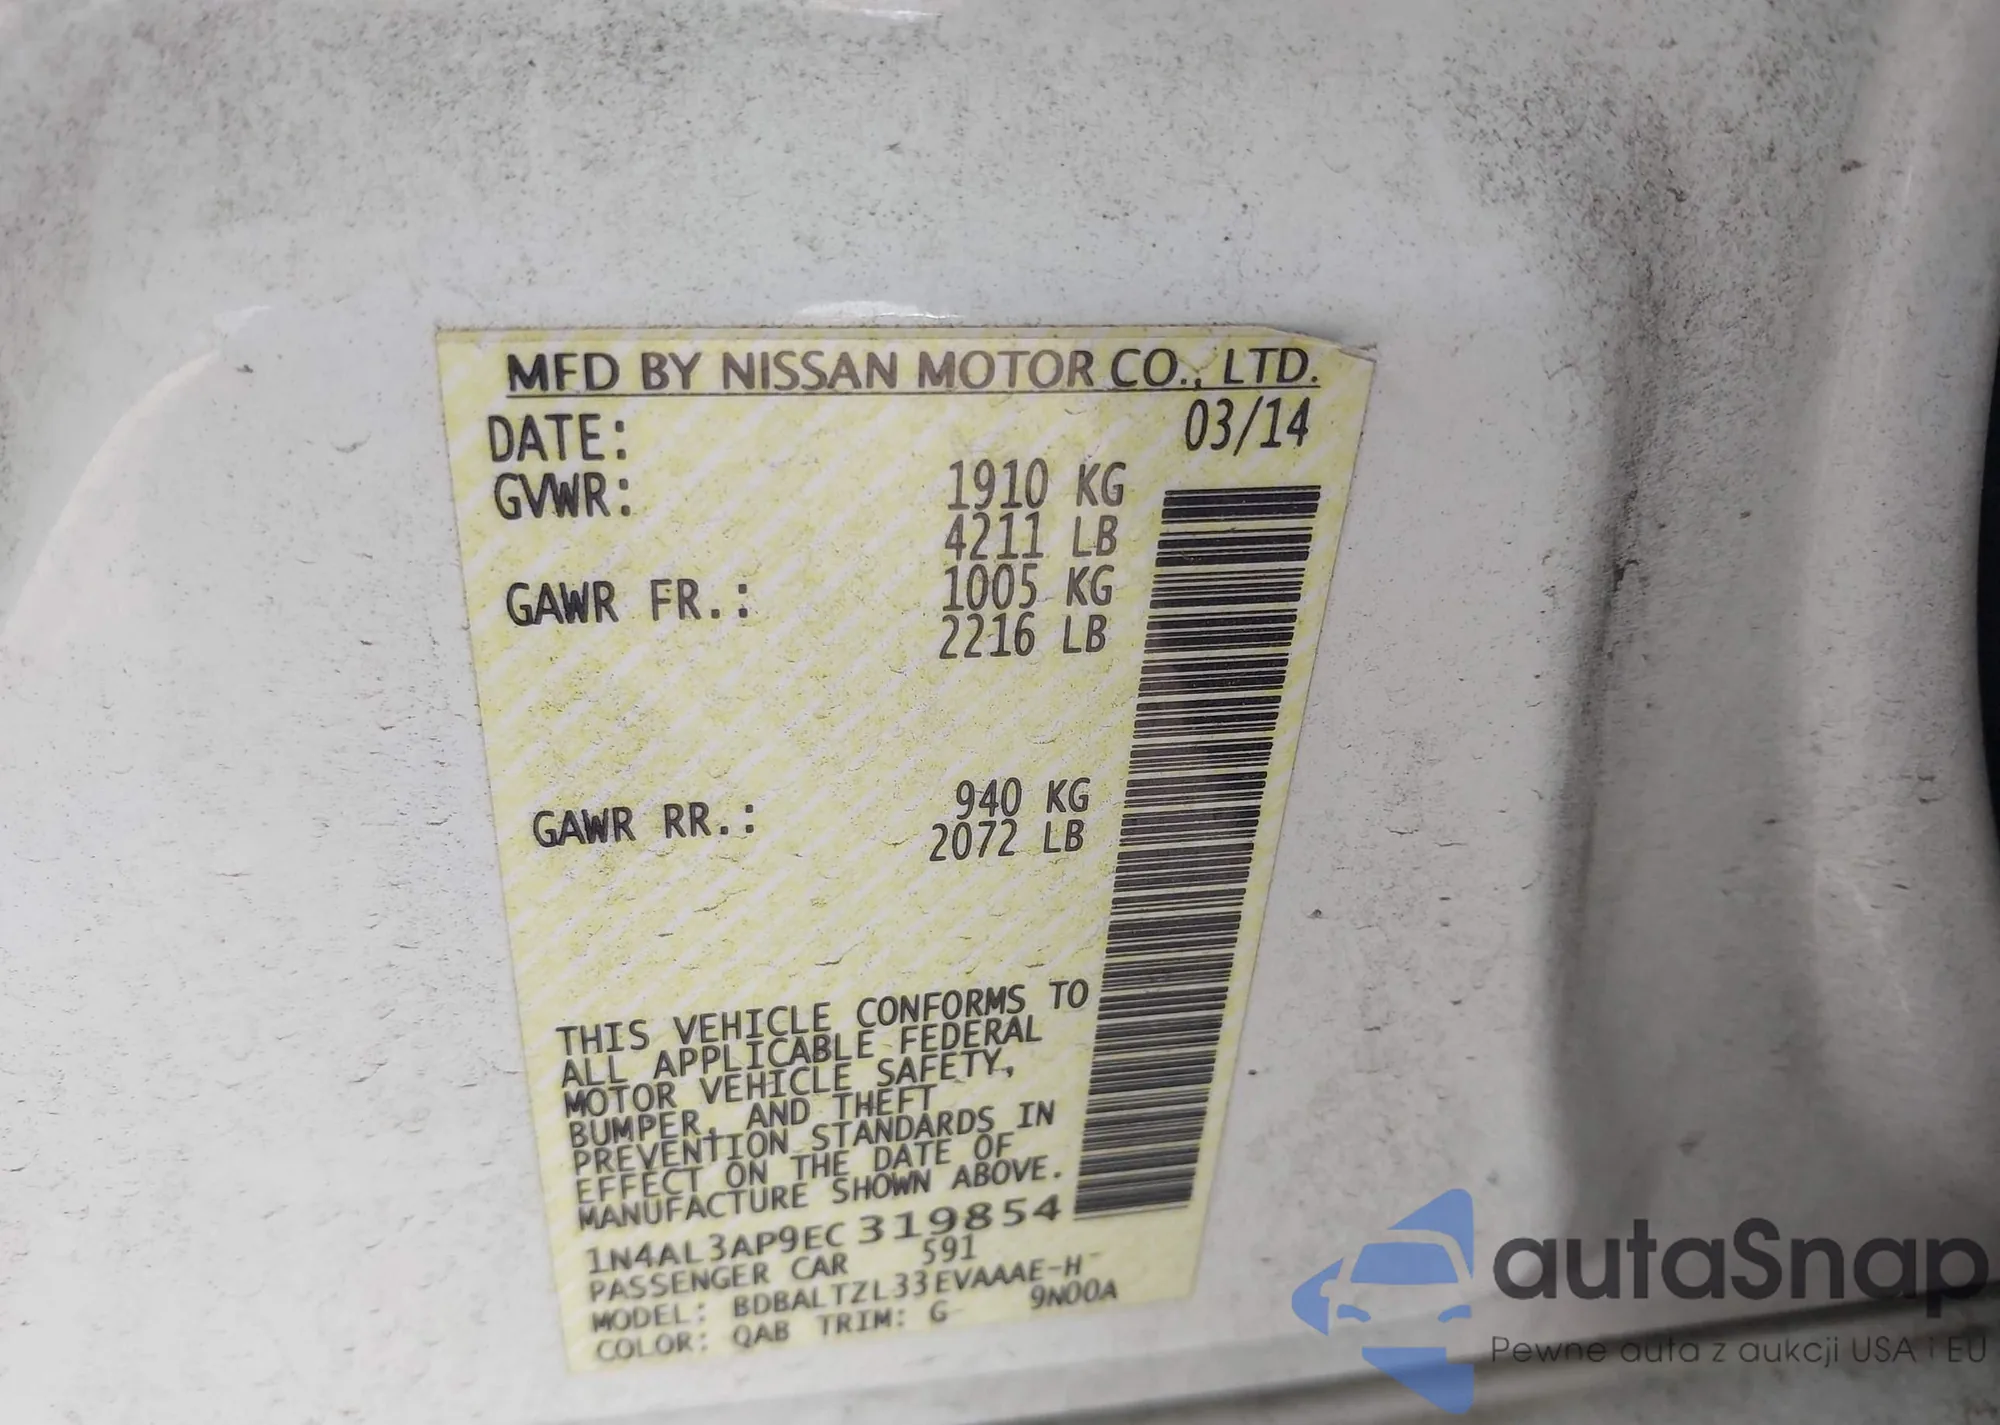 MFD BY NISSAN MOTOR CO., LTD.
DATE: 03/14
GVWR: 1910 KG
4211 LB
GAWR FR.: 1005 KG
2216 LB
GAWR RR.: 940 KG
2072 LB
THIS VEHICLE CONFORMS TO
ALL APPLICABLE FEDERAL
MOTOR VEHICLE SAFETY,
BUMPER, AND THEFT
PREVENTION STANDARDS IN
EFFECT ON THE DATE OF
MANUFACTURE SHOWN ABOVE.
1N4AL3AP9EC 319854
PASSENGER CAR 591
MODEL: BDBALTZL33EVAAAE-H-
COLOR: QAB TRIM: G 9N00A
autaSnap
Pewne auta z aukcji USA i EU